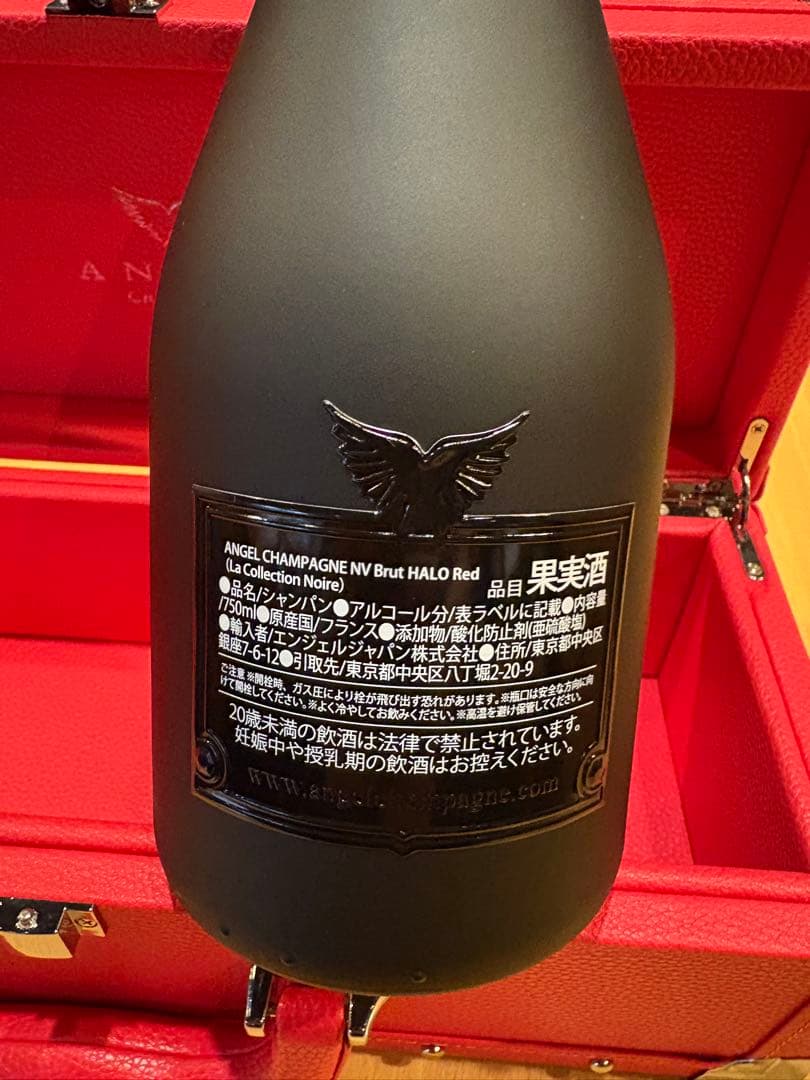 ANGEL CHAMPAGNE NV Brut HALO Red
(La Collection Noire)
品目 果実酒
●品名/シャンパン●アルコール分/表ラベルに記載●内容量
/750ml●原産国/フランス●添加物/酸化防止剤(亜硫酸塩)
●輸入者/エンジェルジャパン株式会社●住所/東京都中央区
銀座7-6-12●引取先/東京都中央区八丁堀2-20-9
ご注意 ※開栓時、ガス圧により栓が飛び出す恐れがあります。※瓶口は安全な方向に向
けて開栓してください。※よく冷やしてお飲みください。※高温を避け保管してください。
20歳未満の飲酒は法律で禁止されています。
妊娠中や授乳期の飲酒はお控えください。
www.angelchampagne.com